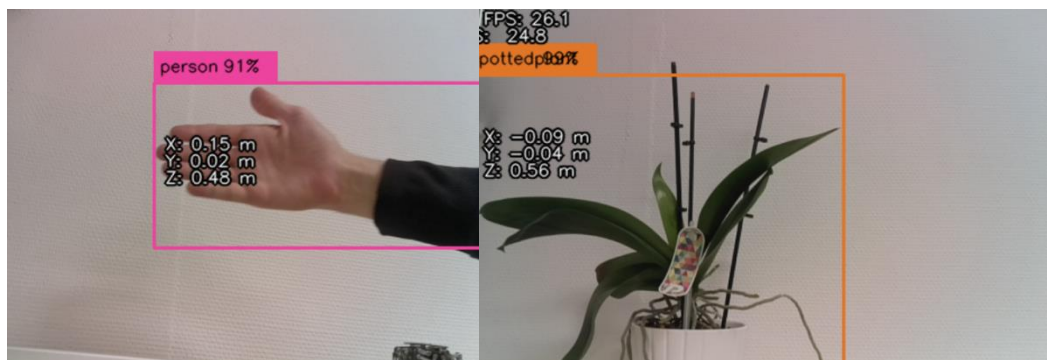 person 91%
X: 0.15 m
Y: 0.02 m
Z: 0.48 m
FPS: 26.1
S: 24.8
99%
X: -0.09 m
Y: -0.04 m
Z: 0.56 m